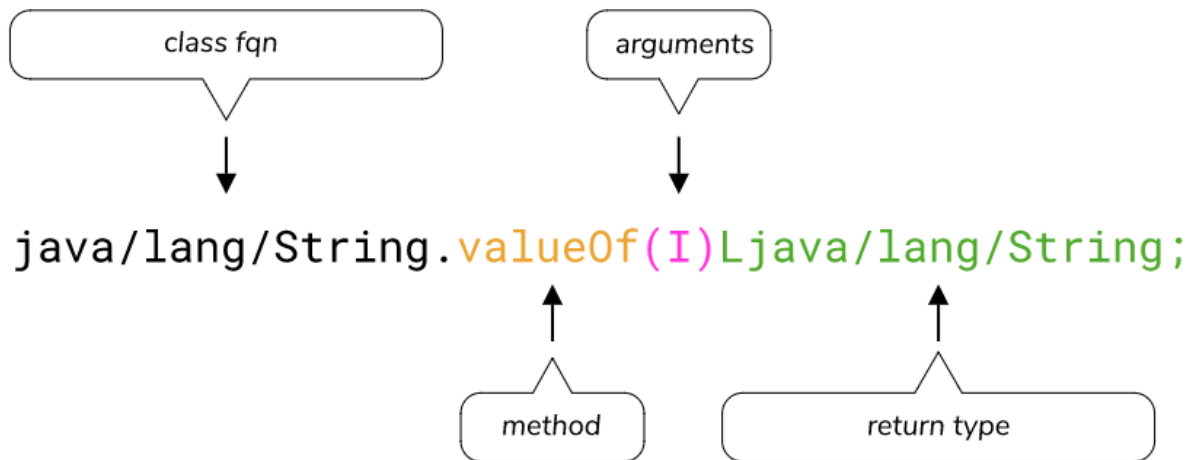 class fqn
arguments
java/lang/String.valueOf(I)Ljava/lang/String;
method
return type